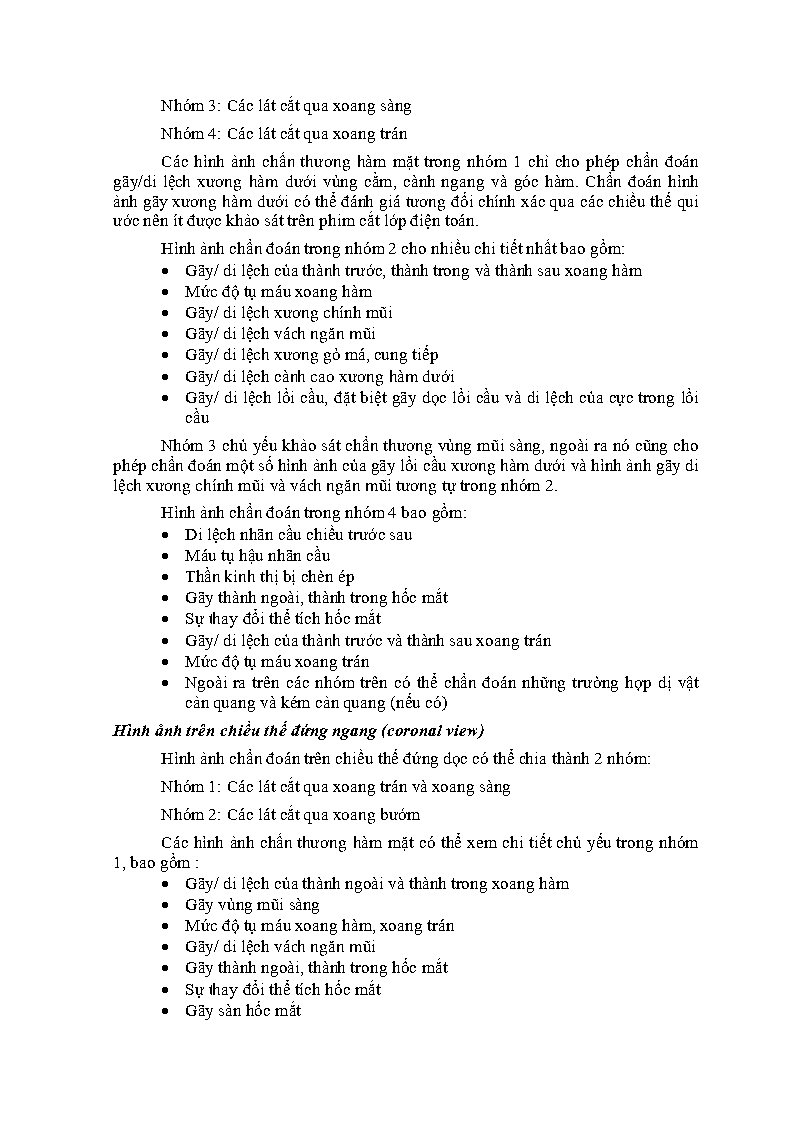 Nhóm 3: Các lát cắt qua xoang sàng
Nhóm 4: Các lát cắt qua xoang trán
Các hình ảnh chấn thương hàm mặt trong nhóm 1 chỉ cho phép chẩn đoán
gãy/di lệch xương hàm dưới vùng cằm, cành ngang và góc hàm. Chẩn đoán hình
ảnh gãy xương hàm dưới có thể đánh giá tương đối chính xác qua các chiều thế qui
ước nên ít được khảo sát trên phim cắt lớp điện toán.
Hình ảnh chẩn đoán trong nhóm 2 cho nhiều chi tiết nhất bao gồm:
• Gãy/ di lệch của thành trước, thành trong và thành sau xoang hàm
• Mức độ tụ máu xoang hàm
• Gãy/ di lệch xương chính mũi
• Gãy/ di lệch vách ngăn mũi
• Gãy/ di lệch xương gò má, cung tiếp
• Gãy/ di lệch cành cao xương hàm dưới
• Gãy/ di lệch lồi cầu, đặt biệt gãy dọc lồi cầu và di lệch của cực trong lồi
cầu
Nhóm 3 chủ yếu khảo sát chấn thương vùng mũi sàng, ngoài ra nó cũng cho
phép chẩn đoán một số hình ảnh của gãy lồi cầu xương hàm dưới và hình ảnh gãy di
lệch xương chính mũi và vách ngăn mũi tương tự trong nhóm 2.
Hình ảnh chẩn đoán trong nhóm 4 bao gồm:
• Di lệch nhãn cầu chiều trước sau
• Máu tụ hậu nhãn cầu
• Thần kinh thị bị chèn ép
• Gãy thành ngoài, thành trong hốc mắt
• Sự thay đổi thể tích hốc mắt
• Gãy/ di lệch của thành trước và thành sau xoang trán
• Mức độ tụ máu xoang trán
• Ngoài ra trên các nhóm trên có thể chẩn đoán những trường hợp dị vật
cản quang và kém cản quang (nếu có)
Hình ảnh trên chiều thế đứng ngang (coronal view)
Hình ảnh chẩn đoán trên chiều thế đứng dọc có thể chia thành 2 nhóm:
Nhóm 1: Các lát cắt qua xoang trán và xoang sàng
Nhóm 2: Các lát cắt qua xoang bướm
Các hình ảnh chấn thương hàm mặt có thể xem chi tiết chủ yếu trong nhóm
1, bao gồm :
• Gãy/ di lệch của thành ngoài và thành trong xoang hàm
• Gãy vùng mũi sàng
• Mức độ tụ máu xoang hàm, xoang trán
• Gãy/ di lệch vách ngăn mũi
• Gãy thành ngoài, thành trong hốc mắt
• Sự thay đổi thể tích hốc mắt
• Gãy sàn hốc mắt